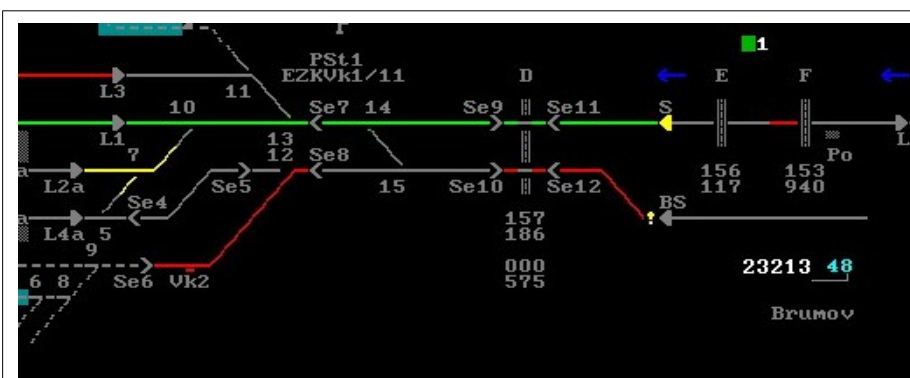 1
PSt1
EZKVk1/11
D
E
F
L3
11
10
Se7
14
Se9
Se11
S
L1
L
13
12
Se8
7
Po
a
L2a
Se5
15
Se10
Se12
156
117
153
940
Se4
BS
a
L4a
5
157
186
9
000
575
23213
48
6
8
Se6
Vk2
Brumov